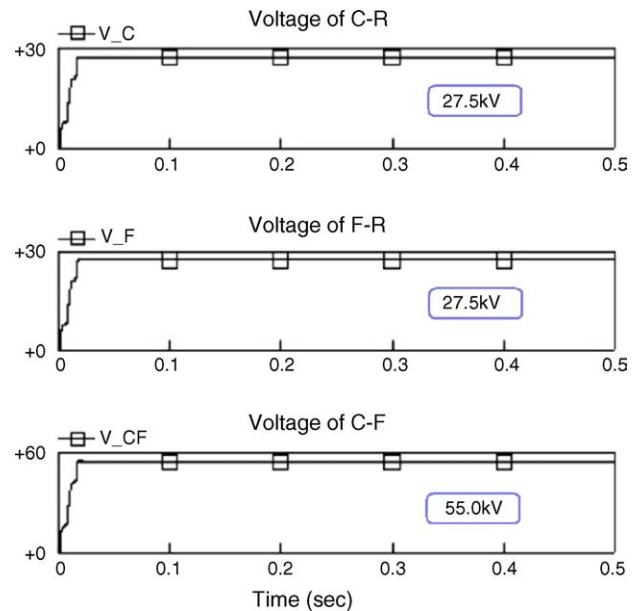 Voltage of C-R
V_C
+30
27.5kV
+0
0 0.1 0.2 0.3 0.4 0.5
Voltage of F-R
V_F
+30
27.5kV
+0
0 0.1 0.2 0.3 0.4 0.5
Voltage of C-F
V_CF
+60
55.0kV
+0
0 0.1 0.2 0.3 0.4 0.5
Time (sec)